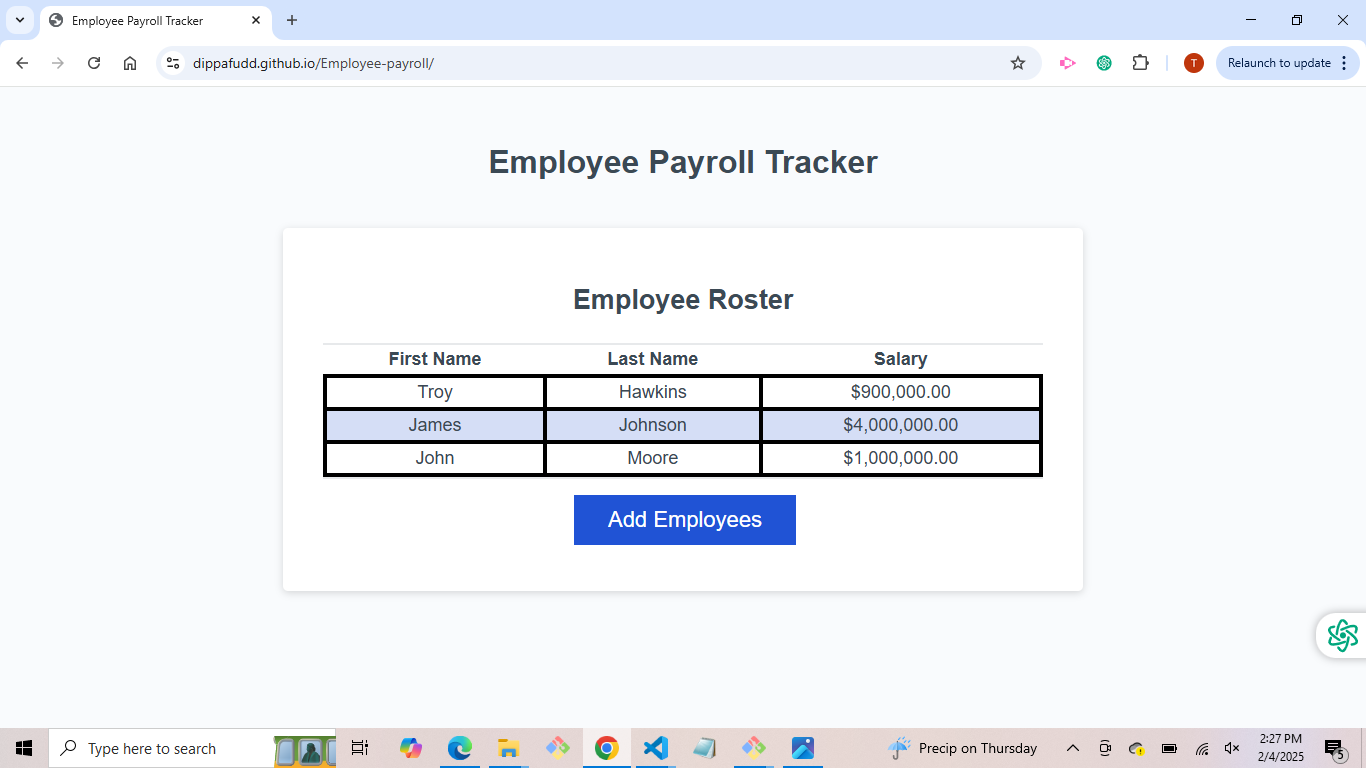 Employee Payroll Tracker
dippafudd.github.io/Employee-payroll/
T
Relaunch to update
Employee Payroll Tracker
Employee Roster
First Name Last Name Salary
Troy Hawkins $900,000.00
James Johnson $4,000,000.00
John Moore $1,000,000.00
Add Employees
Type here to search
Precip on Thursday
2:27 PM
2/4/2025
5